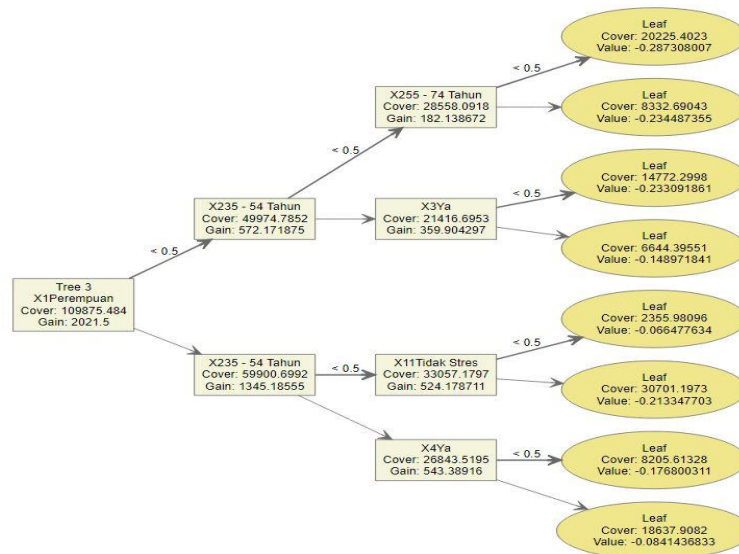 Leaf
Cover: 20225.4023
Value: -0.287308007
< 0.5
X255 - 74 Tahun
Cover: 28558.0918
Gain: 182.138672
Leaf
Cover: 8332.69043
Value: -0.234487355
< 0.5
Leaf
Cover: 14772.2998
Value: -0.233091861
< 0.5
X235 - 54 Tahun
Cover: 49974.7852
Gain: 572.171875
X3Ya
Cover: 21416.6953
Gain: 359.904297
Leaf
Cover: 6644.39551
Value: -0.148971841
< 0.5
Tree 3
X1Perempuan
Cover: 109875.484
Gain: 2021.5
Leaf
Cover: 2355.98096
Value: -0.066477634
< 0.5
X235 - 54 Tahun
Cover: 59900.6992
Gain: 1345.18555
< 0.5
X11Tidak Stres
Cover: 33057.1797
Gain: 524.178711
Leaf
Cover: 30701.1973
Value: -0.213347703
X4Ya
Cover: 26843.5195
Gain: 543.38916
< 0.5
Leaf
Cover: 8205.61328
Value: -0.176800311
Leaf
Cover: 18637.9082
Value: -0.0841436833